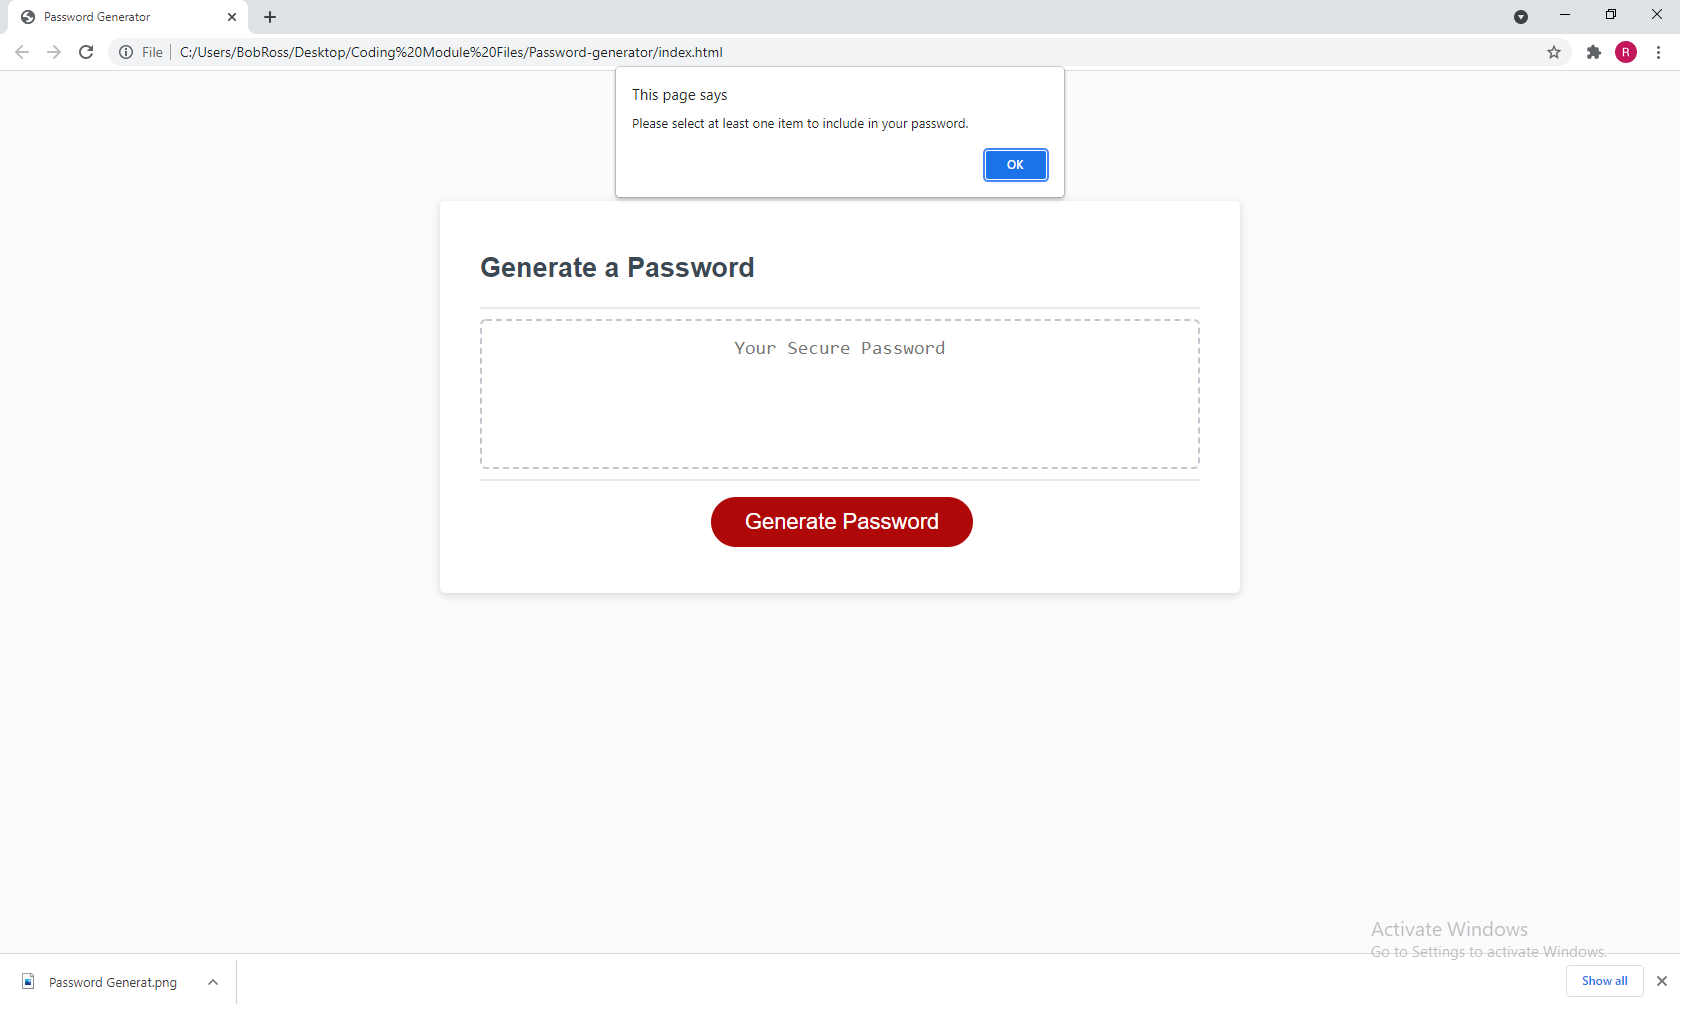 Password Generator
File
C:/Users/BobRoss/Desktop/Coding%20Module%20Files/Password-generator/index.html
R
This page says
Please select at least one item to include in your password.
OK
Generate a Password
Your Secure Password
Generate Password
Activate Windows
Go to Settings to activate Windows.
Password Generat.png
Show all